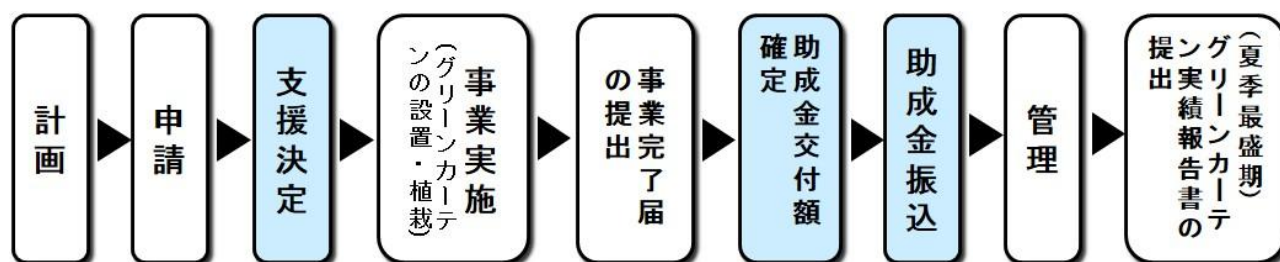 計画
申請
支援決定
事業実施
（グリーンカーテ
ンの設置・植栽）
事業完了届
の提出
助成金交付額
確定
助成金振込
管理
（夏季最盛期）
グリーンカーテ
ン実績報告書の
提出